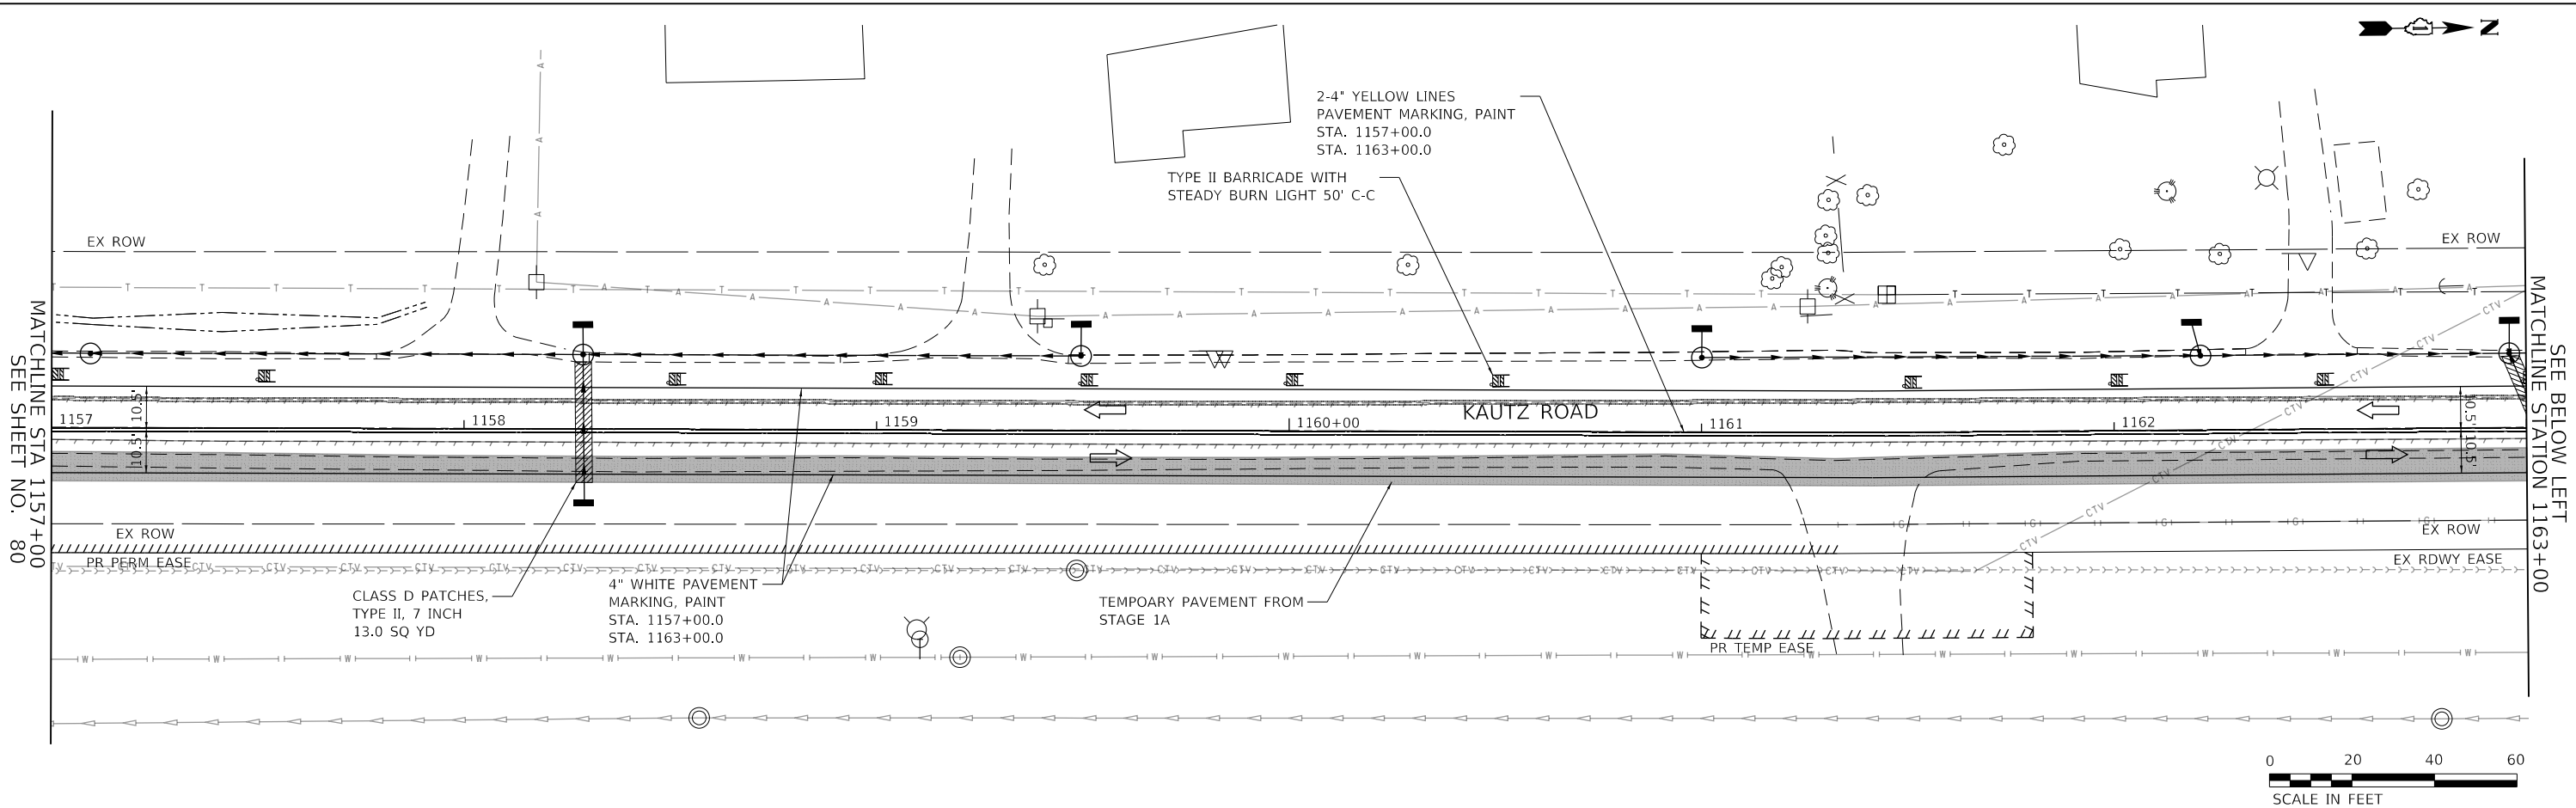 N
2-4" YELLOW LINES
PAVEMENT MARKING, PAINT
STA. 1157+00.0
STA. 1163+00.0
TYPE II BARRICADE WITH
STEADY BURN LIGHT 50' C-C
EX ROW
EX ROW
MATCHLINE STA 1157+00
SEE SHEET NO. 80
SEE BELOW LEFT
MATCHLINE STATION 1163+00
10.5'
10.5'
1157
1158
1159
1160+00
KAUTZ ROAD
1161
1162
10.5'
10.5'
EX ROW
EX ROW
PR PERM EASE
EX RDWY EASE
CLASS D PATCHES,
TYPE II, 7 INCH
13.0 SQ YD
4" WHITE PAVEMENT
MARKING, PAINT
STA. 1157+00.0
STA. 1163+00.0
TEMPOARY PAVEMENT FROM
STAGE 1A
PR TEMP EASE
0 20 40 60
SCALE IN FEET